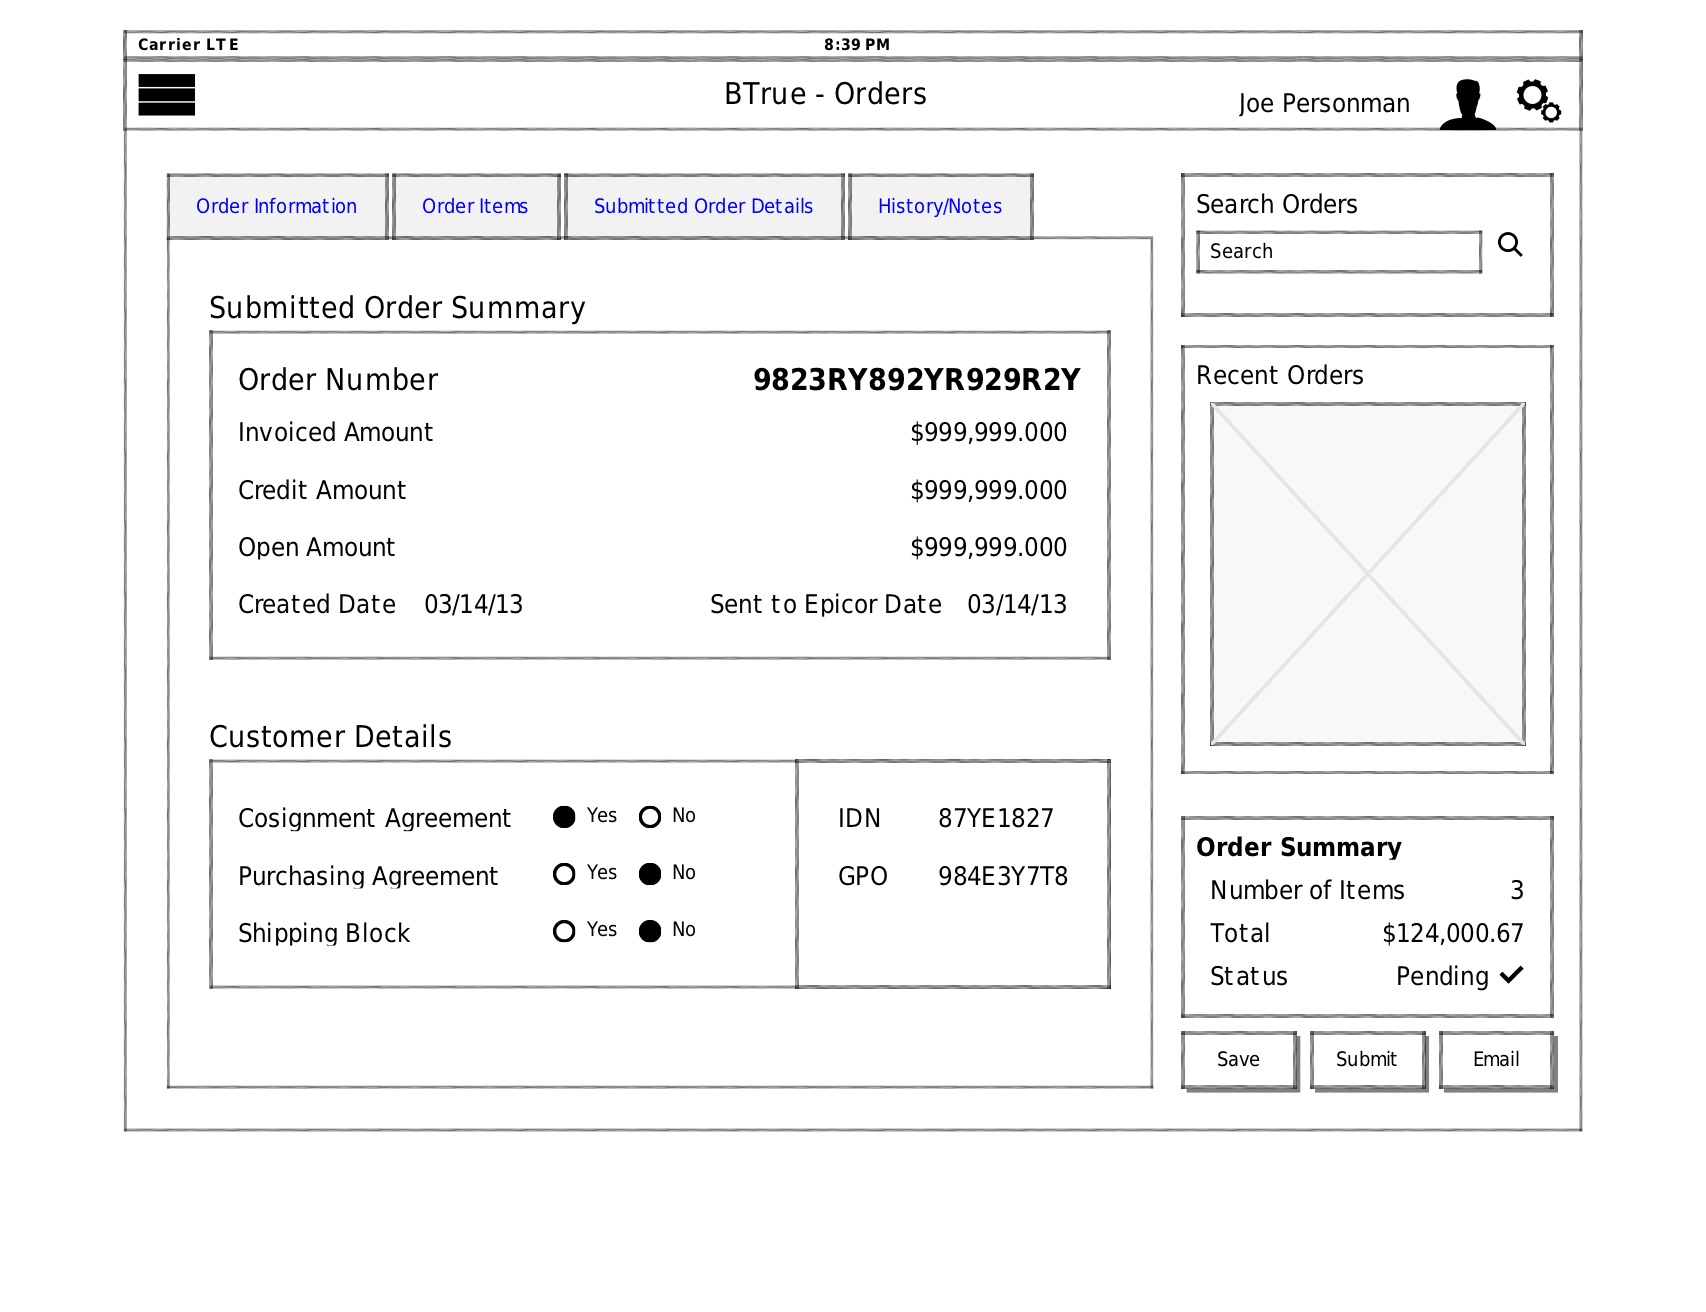 Carrier LTE 8:39 PM
BTrue - Orders Joe Personman
Order Information Order Items Submitted Order Details History/Notes
Submitted Order Summary
Order Number 9823RY892YR929R2Y
Invoiced Amount $999,999.000
Credit Amount $999,999.000
Open Amount $999,999.000
Created Date 03/14/13 Sent to Epicor Date 03/14/13
Customer Details
Cosignment Agreement Yes No
Purchasing Agreement Yes No
Shipping Block Yes No
IDN 87YE1827
GPO 984E3Y7T8
Search Orders
Search
Recent Orders
Order Summary
Number of Items 3
Total $124,000.67
Status Pending
Save Submit Email